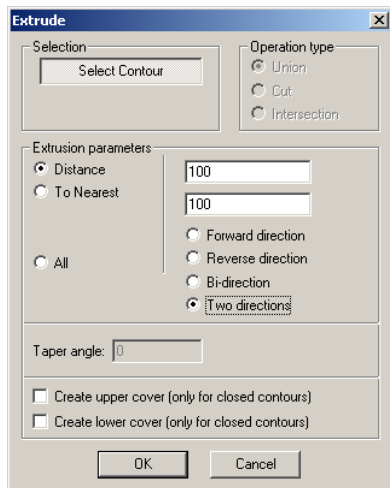 Extrude
Selection
Select Contour
Operation type
Union
Cut
Intersection
Extrusion parameters
Distance
To Nearest
All
100
100
Forward direction
Reverse direction
Bi-direction
Two directions
Taper angle: 0
Create upper cover (only for closed contours)
Create lower cover (only for closed contours)
OK Cancel